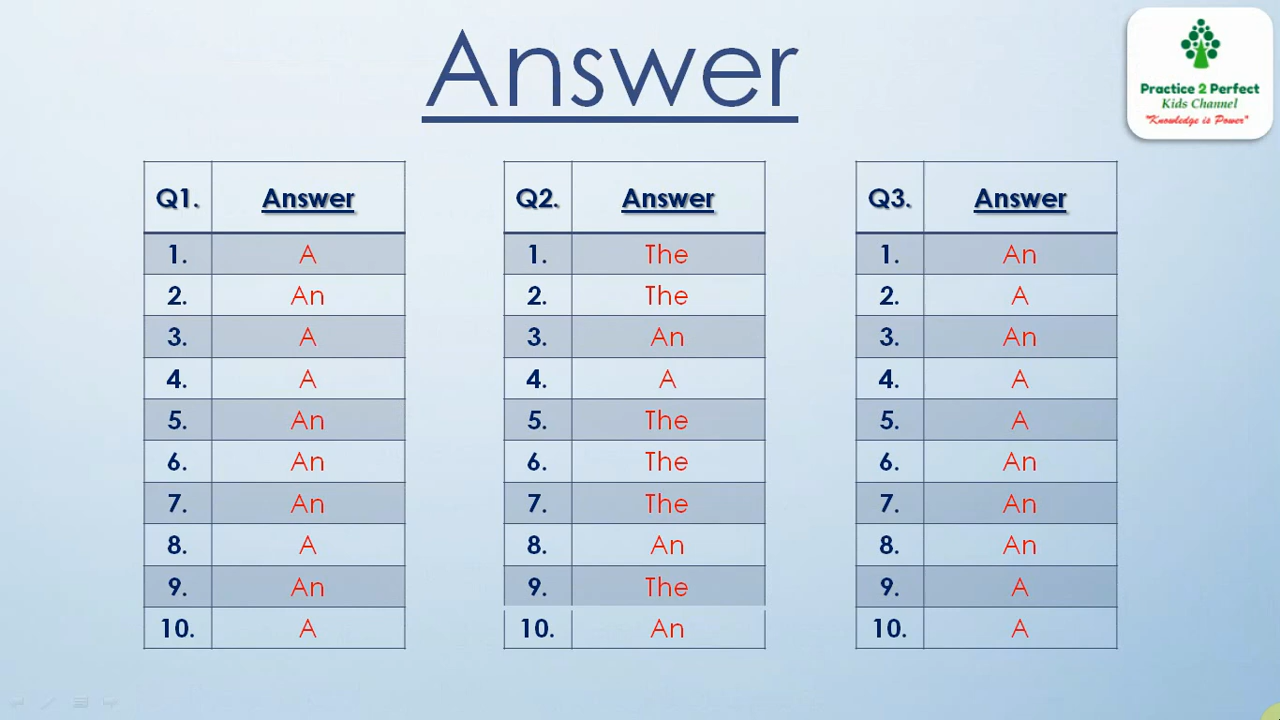 Answer
Practice 2 Perfect
Kids Channel
"Knowledge is Power"
Q1. Answer
1. A
2. An
3. A
4. A
5. An
6. An
7. An
8. A
9. An
10. A
Q2. Answer
1. The
2. The
3. An
4. A
5. The
6. The
7. The
8. An
9. The
10. An
Q3. Answer
1. An
2. A
3. An
4. A
5. A
6. An
7. An
8. An
9. A
10. A